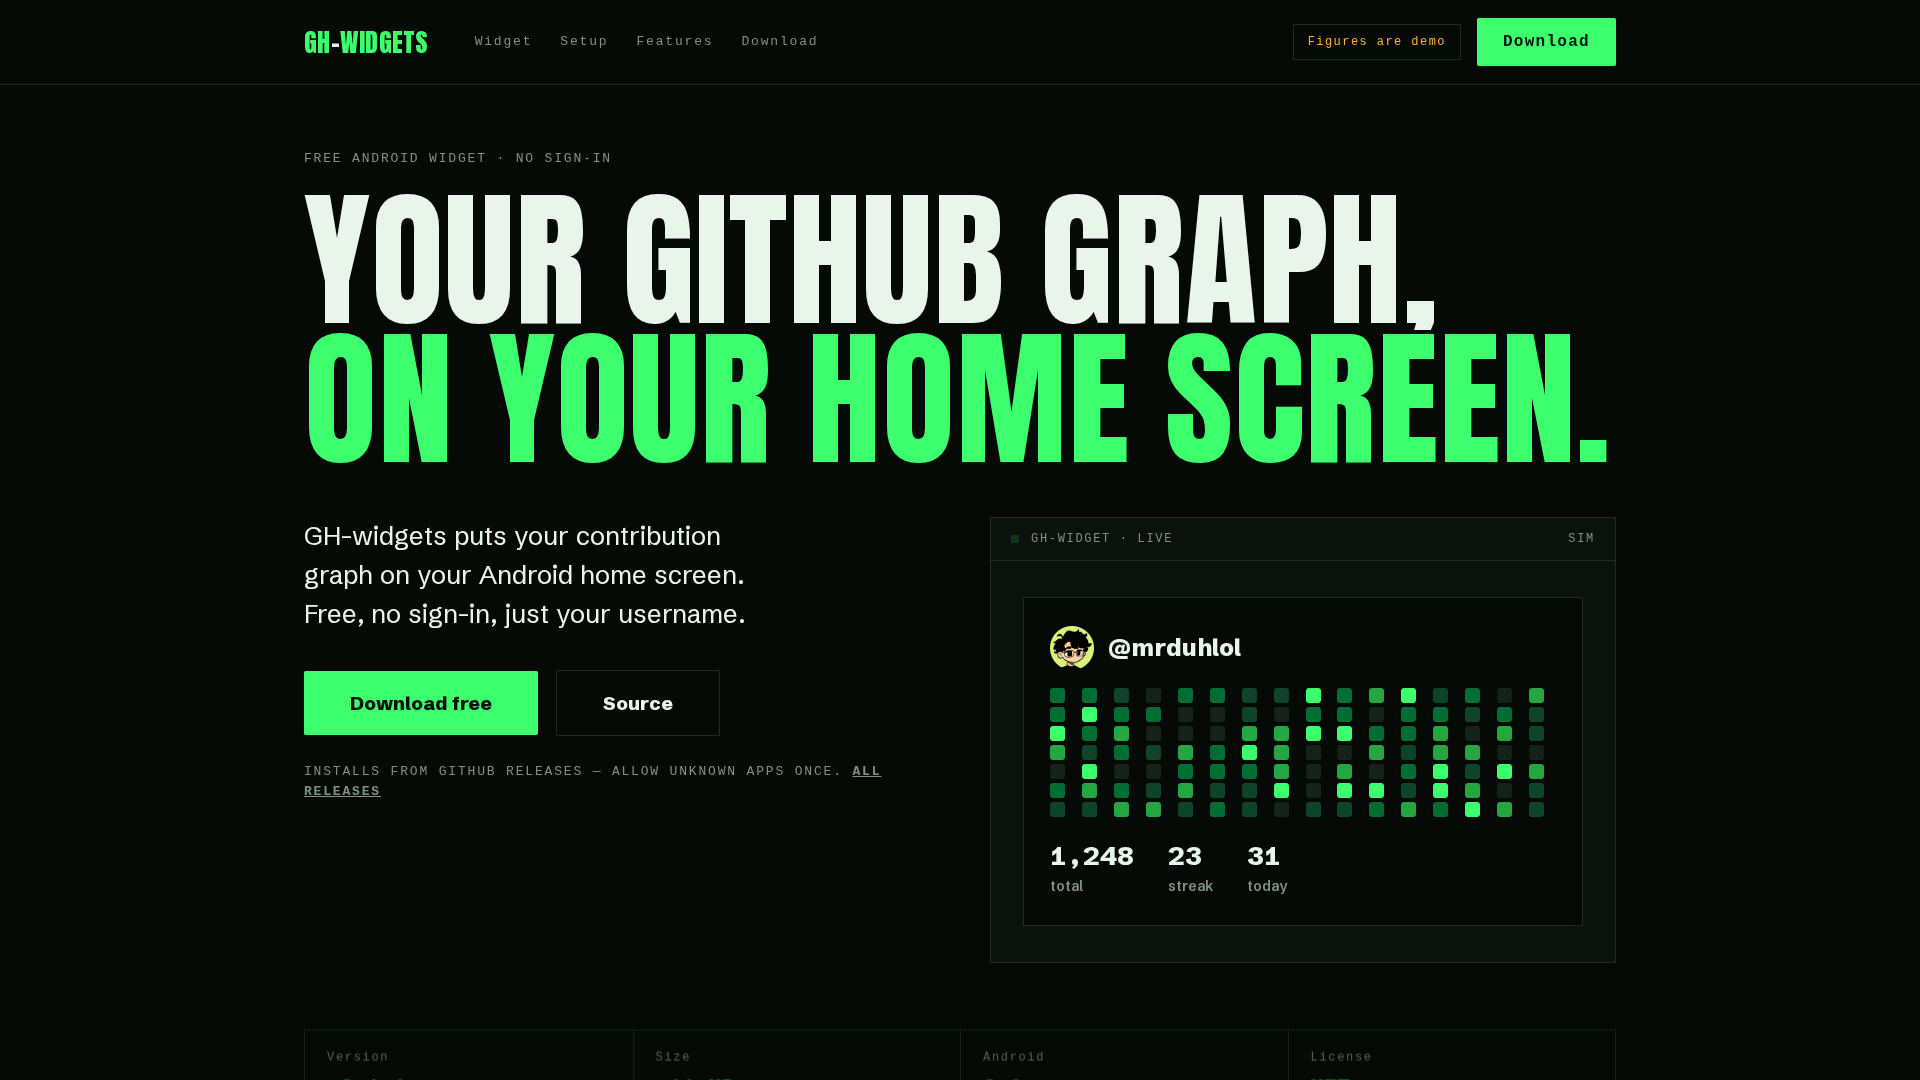 GH-WIDGETS
Widget
Setup
Features
Download
Figures are demo
Download
FREE ANDROID WIDGET · NO SIGN-IN
YOUR GITHUB GRAPH,
ON YOUR HOME SCREEN.
GH-widgets puts your contribution
graph on your Android home screen.
Free, no sign-in, just your username.
Download free
Source
INSTALLS FROM GITHUB RELEASES — ALLOW UNKNOWN APPS ONCE. ALL
RELEASES
GH-WIDGET · LIVE
SIM
@mrduhlol
1,248
23
31
total
streak
today
Version
Size
Android
License